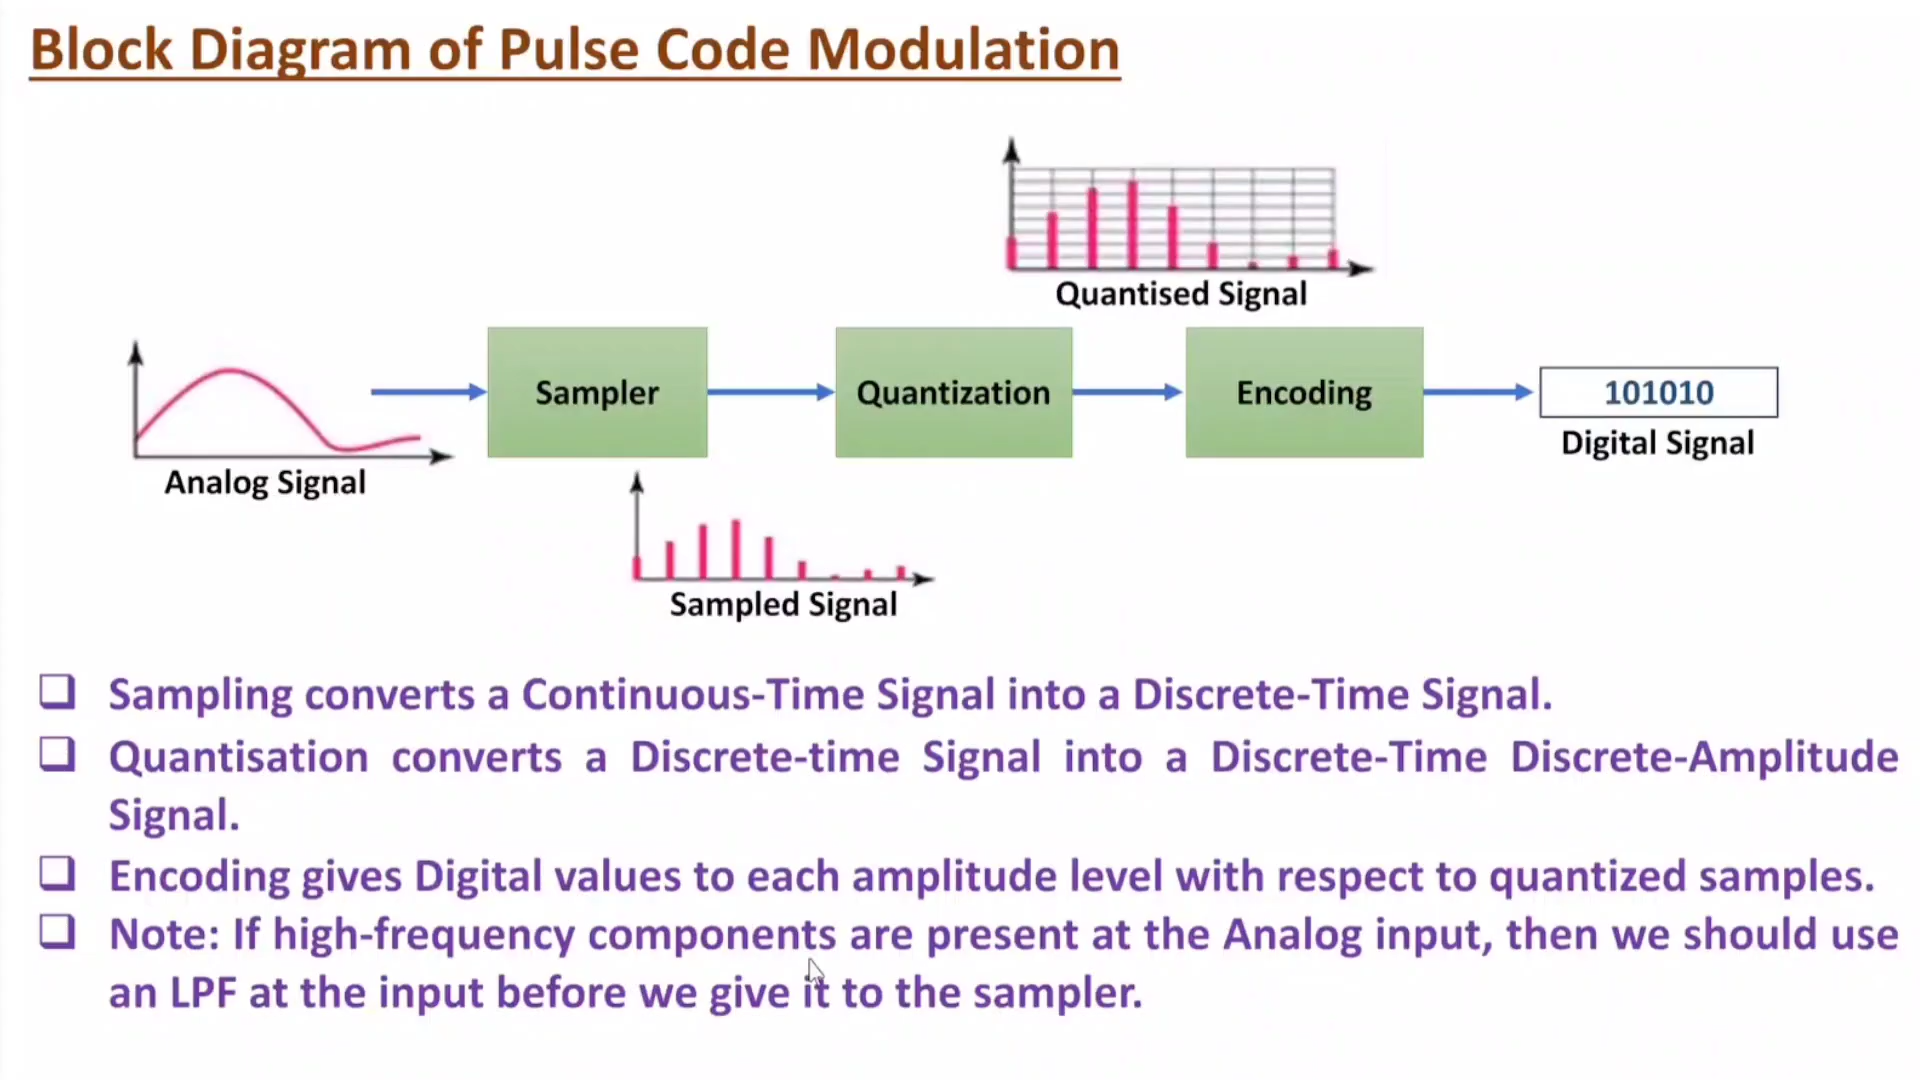 Block Diagram of Pulse Code Modulation
Quantised Signal
Sampler
Quantization
Encoding
101010
Digital Signal
Analog Signal
Sampled Signal
❑ Sampling converts a Continuous-Time Signal into a Discrete-Time Signal.
❑ Quantisation converts a Discrete-time Signal into a Discrete-Time Discrete-Amplitude
Signal.
❑ Encoding gives Digital values to each amplitude level with respect to quantized samples.
❑ Note: If high-frequency components are present at the Analog input, then we should use
an LPF at the input before we give it to the sampler.